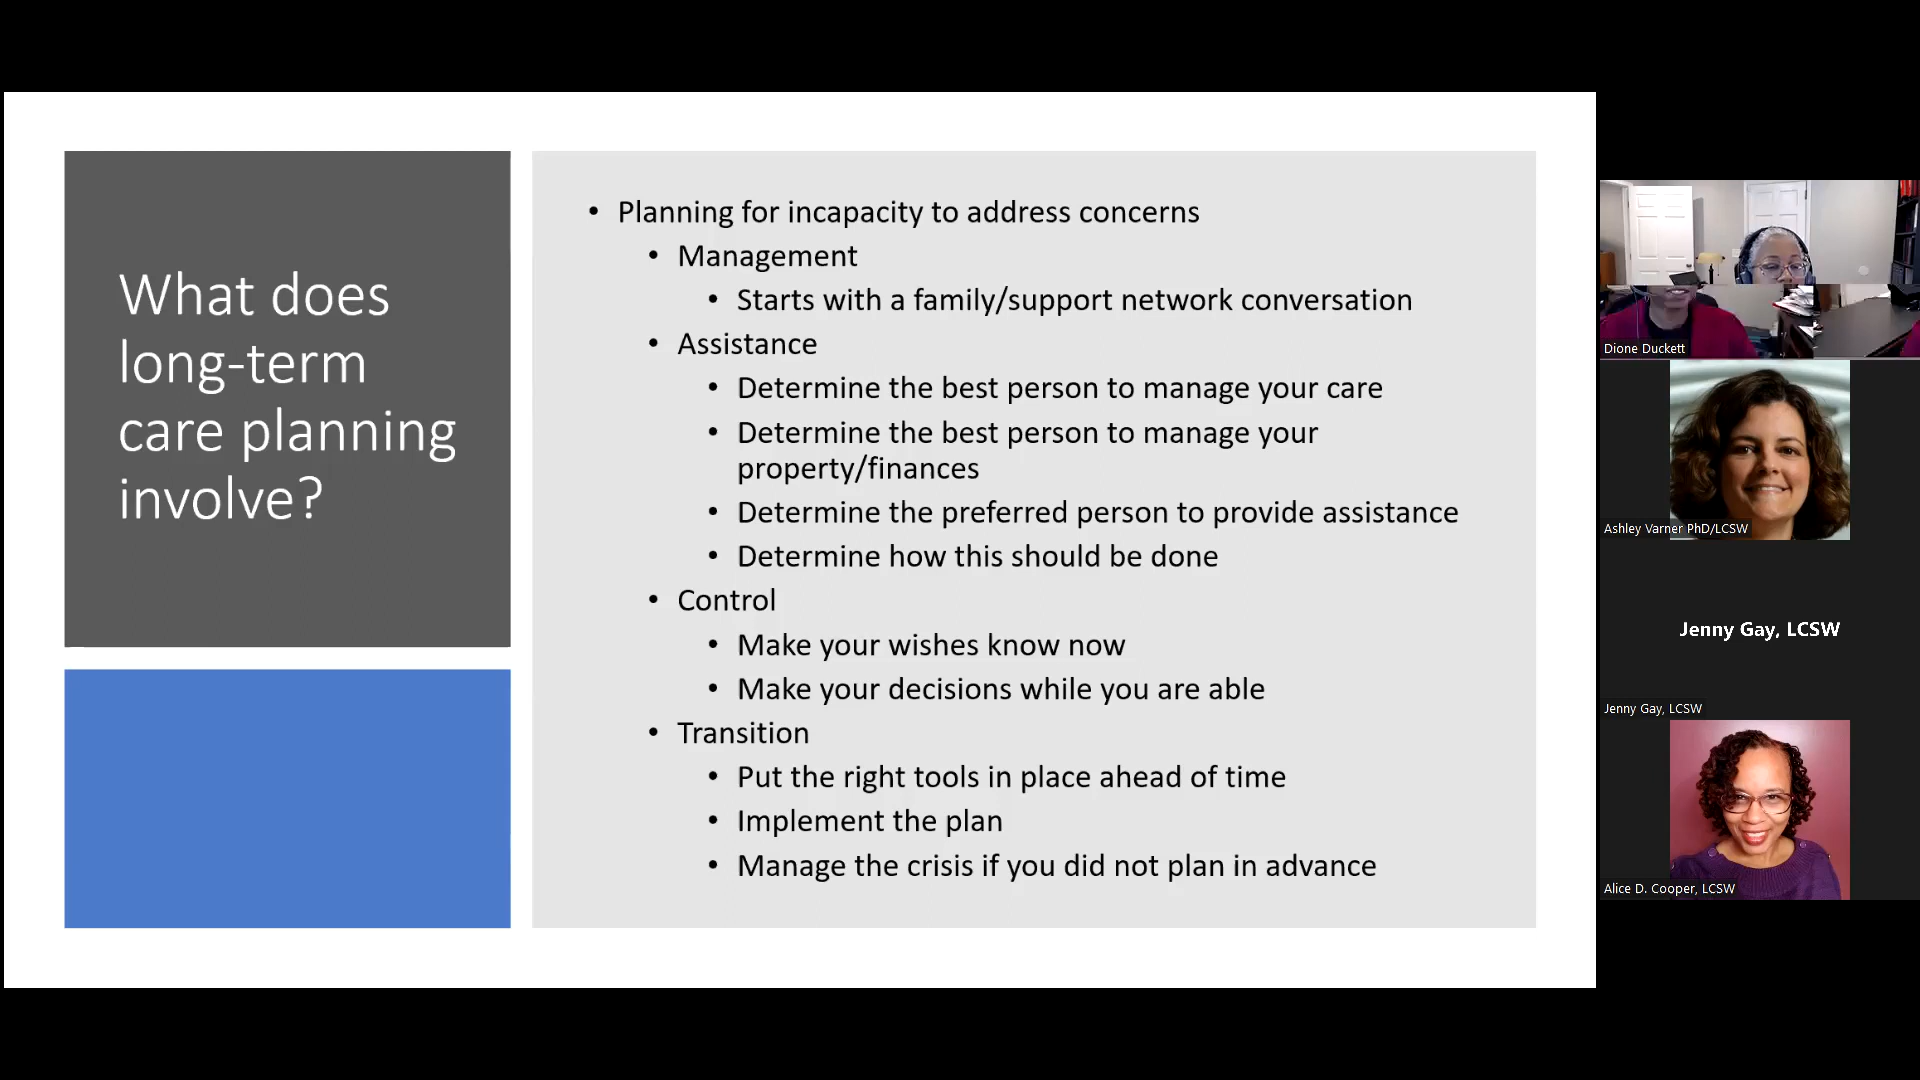 What does
long-term
care planning
involve?
• Planning for incapacity to address concerns
• Management
• Starts with a family/support network conversation
• Assistance
• Determine the best person to manage your care
• Determine the best person to manage your
property/finances
• Determine the preferred person to provide assistance
• Determine how this should be done
• Control
• Make your wishes know now
• Make your decisions while you are able
• Transition
• Put the right tools in place ahead of time
• Implement the plan
• Manage the crisis if you did not plan in advance
Dione Duckett
Ashley Varner PhD/LCSW
Jenny Gay, LCSW
Jenny Gay, LCSW
Alice D. Cooper, LCSW